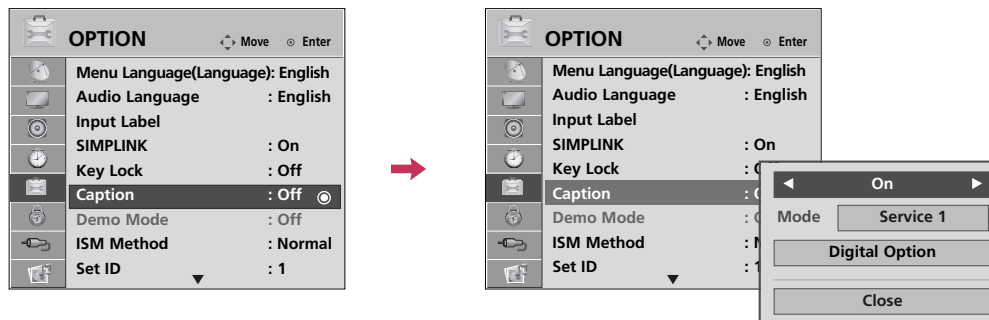 OPTION Move Enter
Menu Language(Language): English
Audio Language : English
Input Label
SIMPLINK : On
Key Lock : Off
Caption : Off
Demo Mode : Off
ISM Method : Normal
Set ID : 1
OPTION Move Enter
Menu Language(Language): English
Audio Language : English
Input Label
SIMPLINK : On
Key Lock :
Caption :
Demo Mode :
ISM Method :
Set ID : 1
On
Mode Service 1
Digital Option
Close